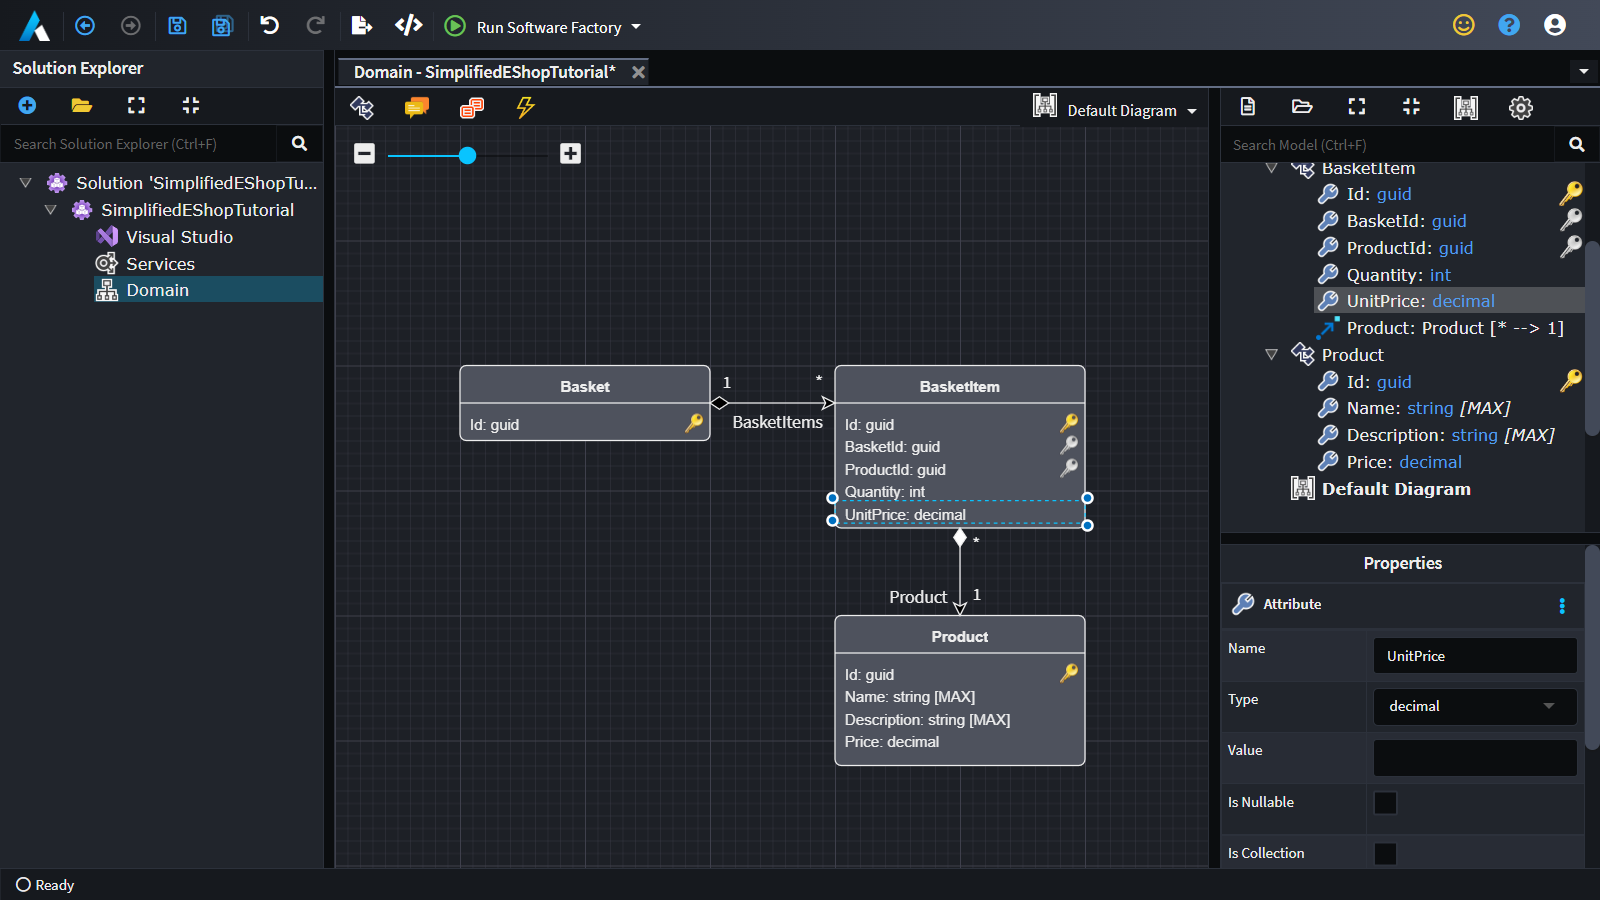 Run Software Factory
Solution Explorer
Search Solution Explorer (Ctrl+F)
Solution 'SimplifiedEShopTu...
SimplifiedEShopTutorial
Visual Studio
Services
Domain
Domain - SimplifiedEShopTutorial*
Default Diagram
Basket
Id: guid
1
*
BasketItems
BasketItem
Id: guid
BasketId: guid
ProductId: guid
Quantity: int
UnitPrice: decimal
*
Product
1
Product
Id: guid
Name: string [MAX]
Description: string [MAX]
Price: decimal
Search Model (Ctrl+F)
BasketItem
Id: guid
BasketId: guid
ProductId: guid
Quantity: int
UnitPrice: decimal
Product: Product [* --> 1]
Product
Id: guid
Name: string [MAX]
Description: string [MAX]
Price: decimal
Default Diagram
Properties
Attribute
Name
UnitPrice
Type
decimal
Value
Is Nullable
Is Collection
Ready